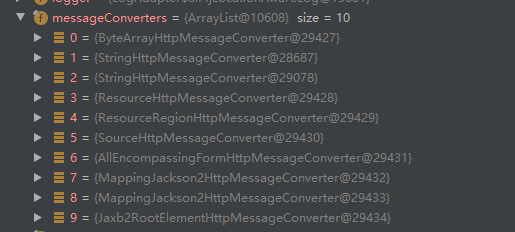 messageConverters = {ArrayList@10608} size = 10
0 = {ByteArrayHttpMessageConverter@29427}
1 = {StringHttpMessageConverter@28687}
2 = {StringHttpMessageConverter@29078}
3 = {ResourceHttpMessageConverter@29428}
4 = {ResourceRegionHttpMessageConverter@29429}
5 = {SourceHttpMessageConverter@29430}
6 = {AllEncompassingFormHttpMessageConverter@29431}
7 = {MappingJackson2HttpMessageConverter@29432}
8 = {MappingJackson2HttpMessageConverter@29433}
9 = {Jaxb2RootElementHttpMessageConverter@29434}